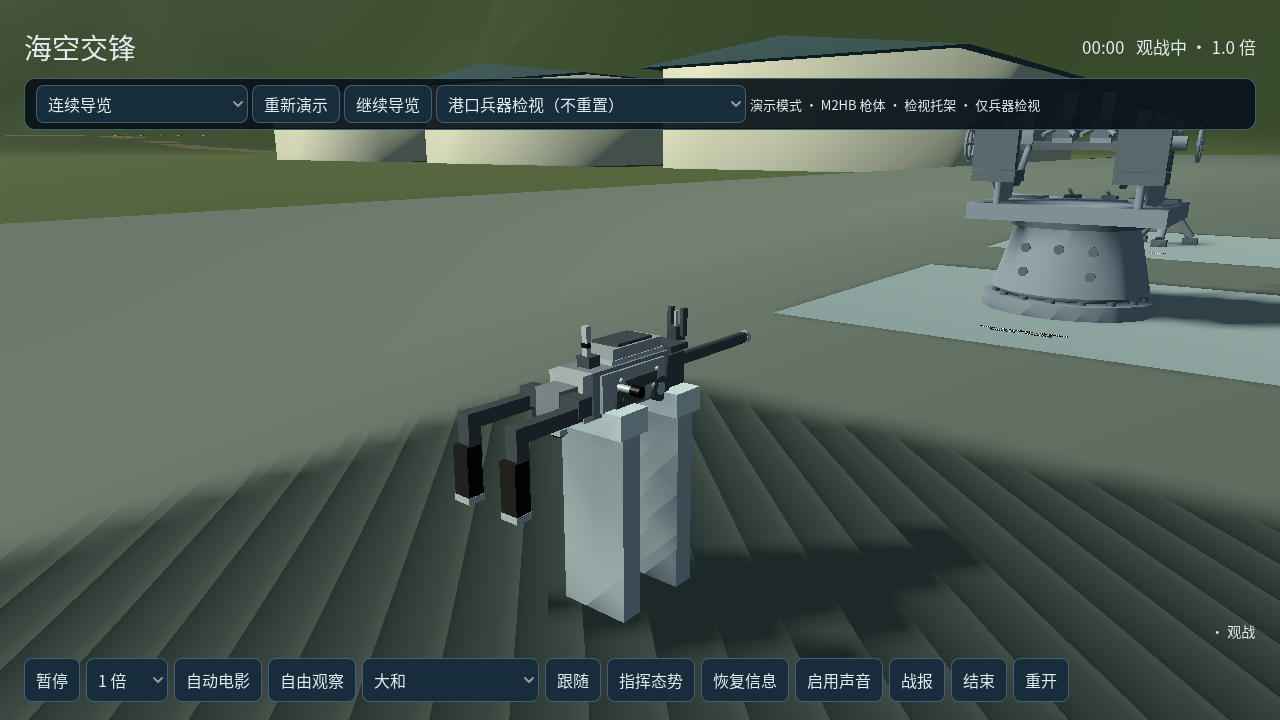 海空交锋
00:00 观战中 · 1.0 倍
连续导览 重新演示 继续导览 港口兵器检视（不重置） 演示模式 · M2HB 枪体 · 检视托架 · 仅兵器检视
· 观战
暂停 1 倍 自动电影 自由观察 大和 跟随 指挥态势 恢复信息 启用声音 战报 结束 重开